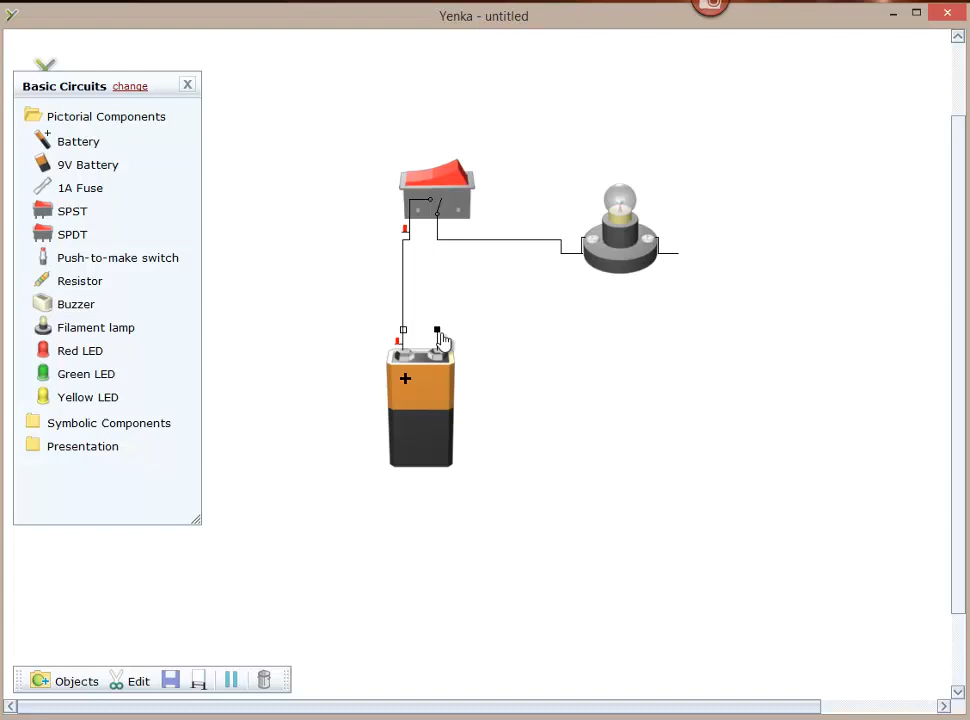 Yenka - untitled
Basic Circuits change
Pictorial Components
Battery
9V Battery
1A Fuse
SPST
SPDT
Push-to-make switch
Resistor
Buzzer
Filament lamp
Red LED
Green LED
Yellow LED
Symbolic Components
Presentation
Objects Edit